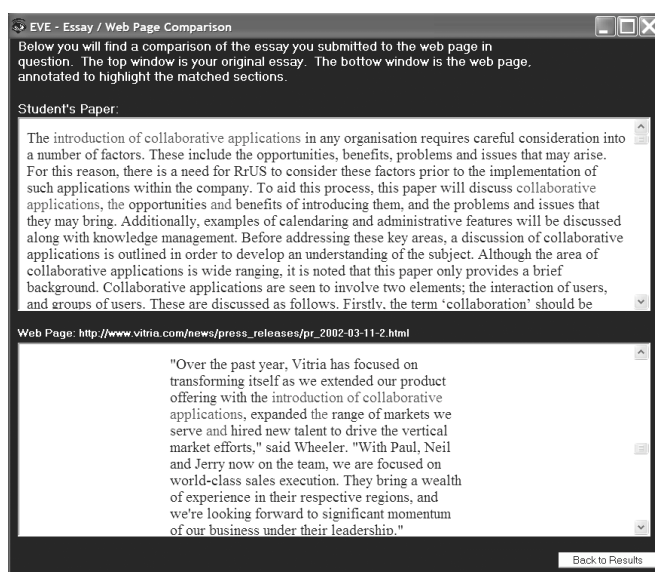 EVE - Essay / Web Page Comparison
Below you will find a comparison of the essay you submitted to the web page in
question. The top window is your original essay. The bottow window is the web page,
annotated to highlight the matched sections.
Student's Paper:
The introduction of collaborative applications in any organisation requires careful consideration into
a number of factors. These include the opportunities, benefits, problems and issues that may arise.
For this reason, there is a need for RrUS to consider these factors prior to the implementation of
such applications within the company. To aid this process, this paper will discuss collaborative
applications, the opportunities and benefits of introducing them, and the problems and issues that
they may bring. Additionally, examples of calendaring and administrative features will be discussed
along with knowledge management. Before addressing these key areas, a discussion of collaborative
applications is outlined in order to develop an understanding of the subject. Although the area of
collaborative applications is wide ranging, it is noted that this paper only provides a brief
background. Collaborative applications are seen to involve two elements; the interaction of users,
and groups of users. These are discussed as follows. Firstly, the term ‘collaboration’ should be
Web Page: http://www.vitria.com/news/press_releases/pr_2002-03-11-2.html
"Over the past year, Vitria has focused on
transforming itself as we extended our product
offering with the introduction of collaborative
applications, expanded the range of markets we
serve and hired new talent to drive the vertical
market efforts," said Wheeler. "With Paul, Neil
and Jerry now on the team, we are focused on
world-class sales execution. They bring a wealth
of experience in their respective regions, and
we're looking forward to significant momentum
of our business under their leadership."
Back to Results